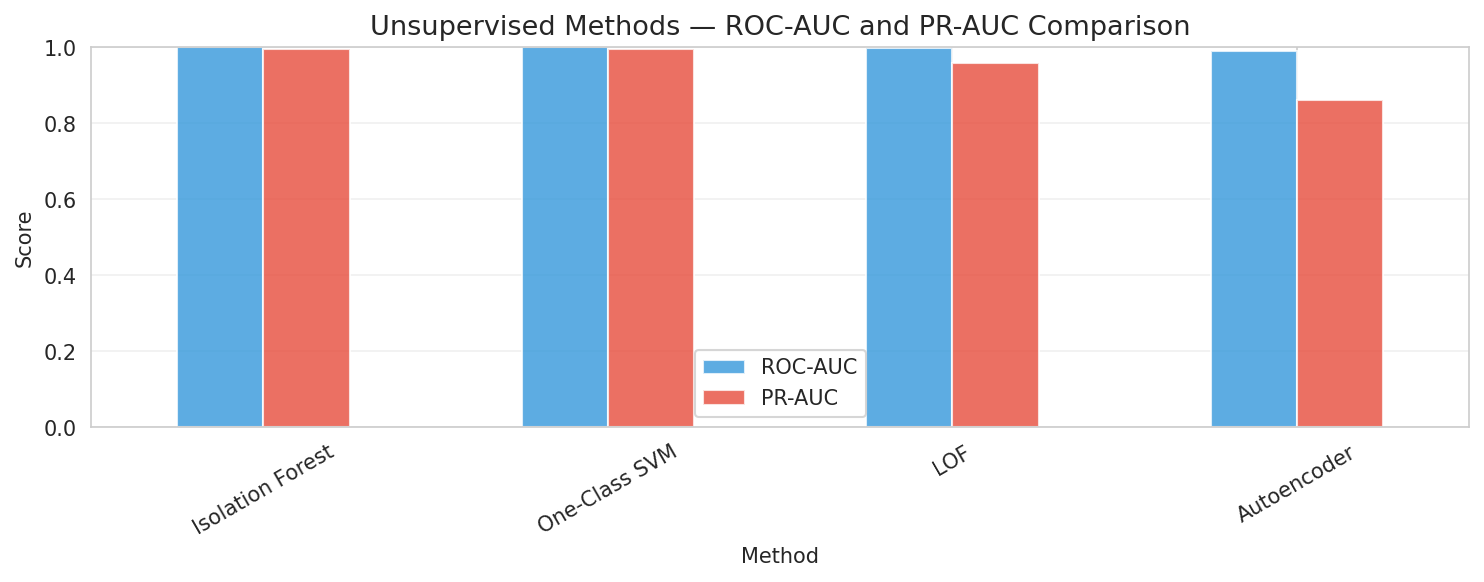 Unsupervised Methods — ROC-AUC and PR-AUC Comparison
Score
1.0
0.8
0.6
0.4
0.2
0.0
ROC-AUC
PR-AUC
Isolation Forest
One-Class SVM
LOF
Autoencoder
Method